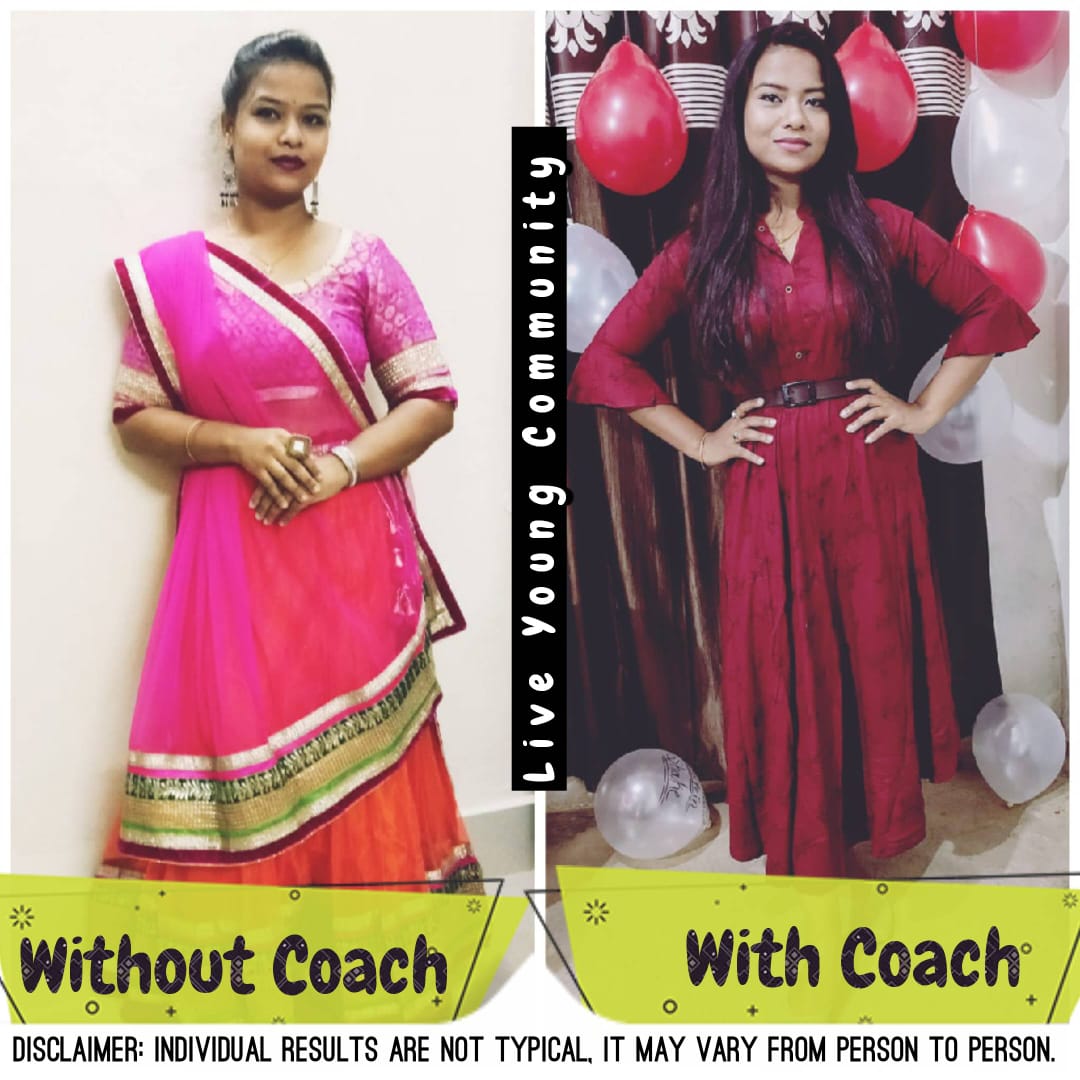 Live Young Community
Without Coach
With Coach
DISCLAIMER: INDIVIDUAL RESULTS ARE NOT TYPICAL, IT MAY VARY FROM PERSON TO PERSON.